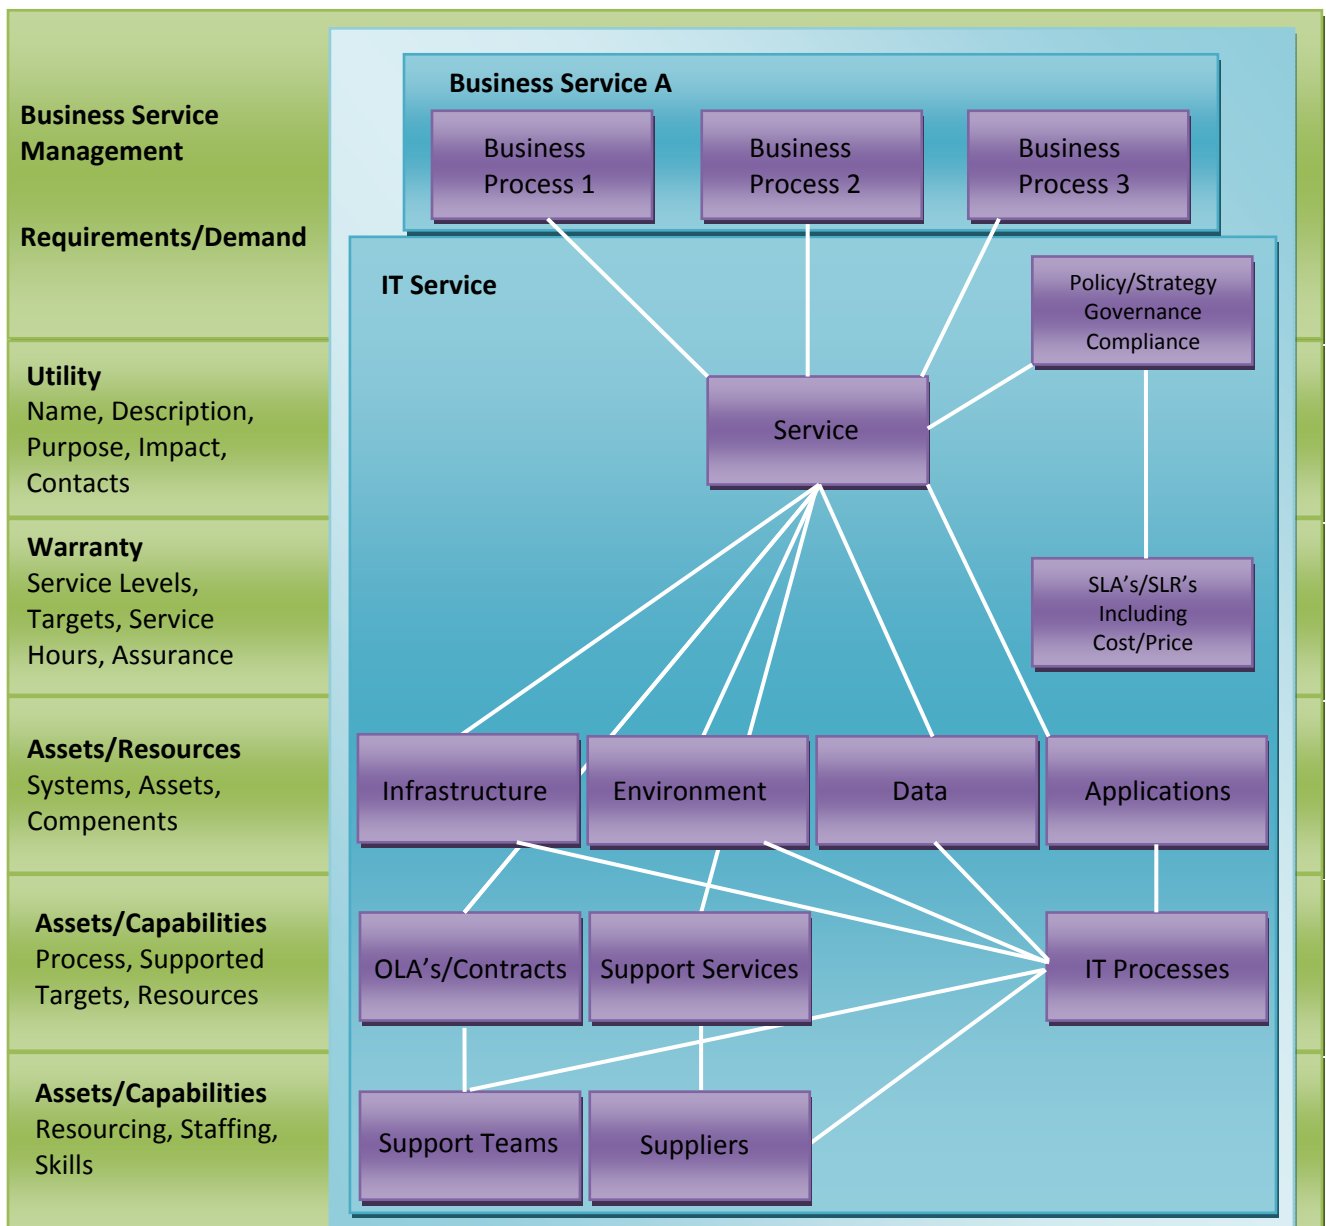 Business Service
Management
Requirements/Demand
Business Service A
Business
Process 1
Business
Process 2
Business
Process 3
IT Service
Policy/Strategy
Governance
Compliance
Utility
Name, Description,
Purpose, Impact,
Contacts
Service
Warranty
Service Levels,
Targets, Service
Hours, Assurance
SLA’s/SLR’s
Including
Cost/Price
Assets/Resources
Systems, Assets,
Compenents
Infrastructure
Environment
Data
Applications
Assets/Capabilities
Process, Supported
Targets, Resources
OLA’s/Contracts
Support Services
IT Processes
Assets/Capabilities
Resourcing, Staffing,
Skills
Support Teams
Suppliers